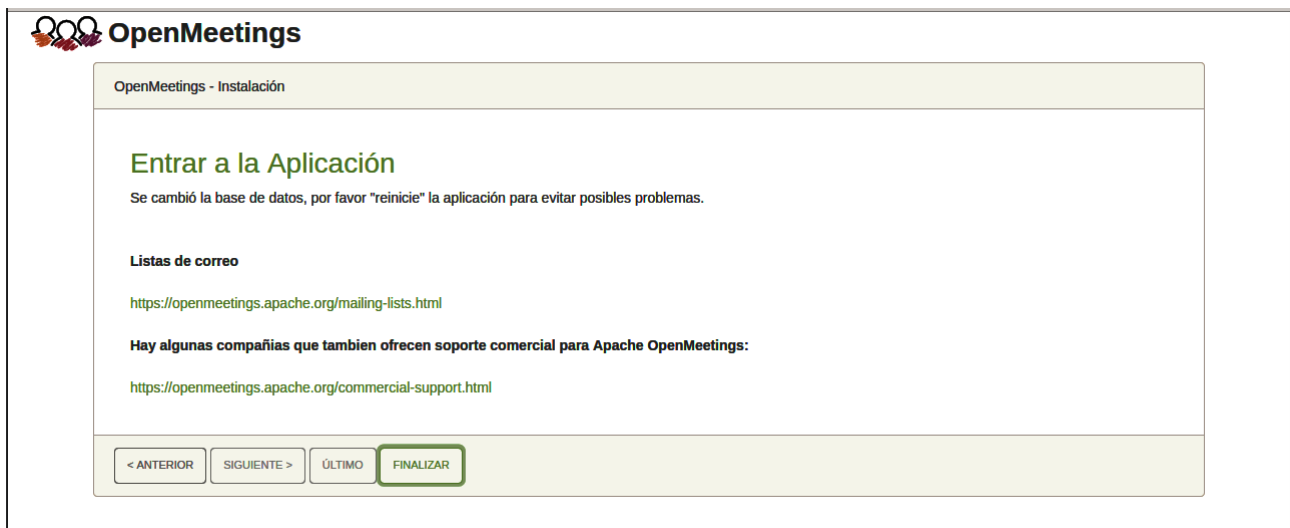 OpenMeetings
OpenMeetings - Instalación
Entrar a la Aplicación
Se cambió la base de datos, por favor "reinicie" la aplicación para evitar posibles problemas.
Listas de correo
https://openmeetings.apache.org/mailing-lists.html
Hay algunas compañias que tambien ofrecen soporte comercial para Apache OpenMeetings:
https://openmeetings.apache.org/commercial-support.html
< ANTERIOR SIGUIENTE > ÚLTIMO FINALIZAR